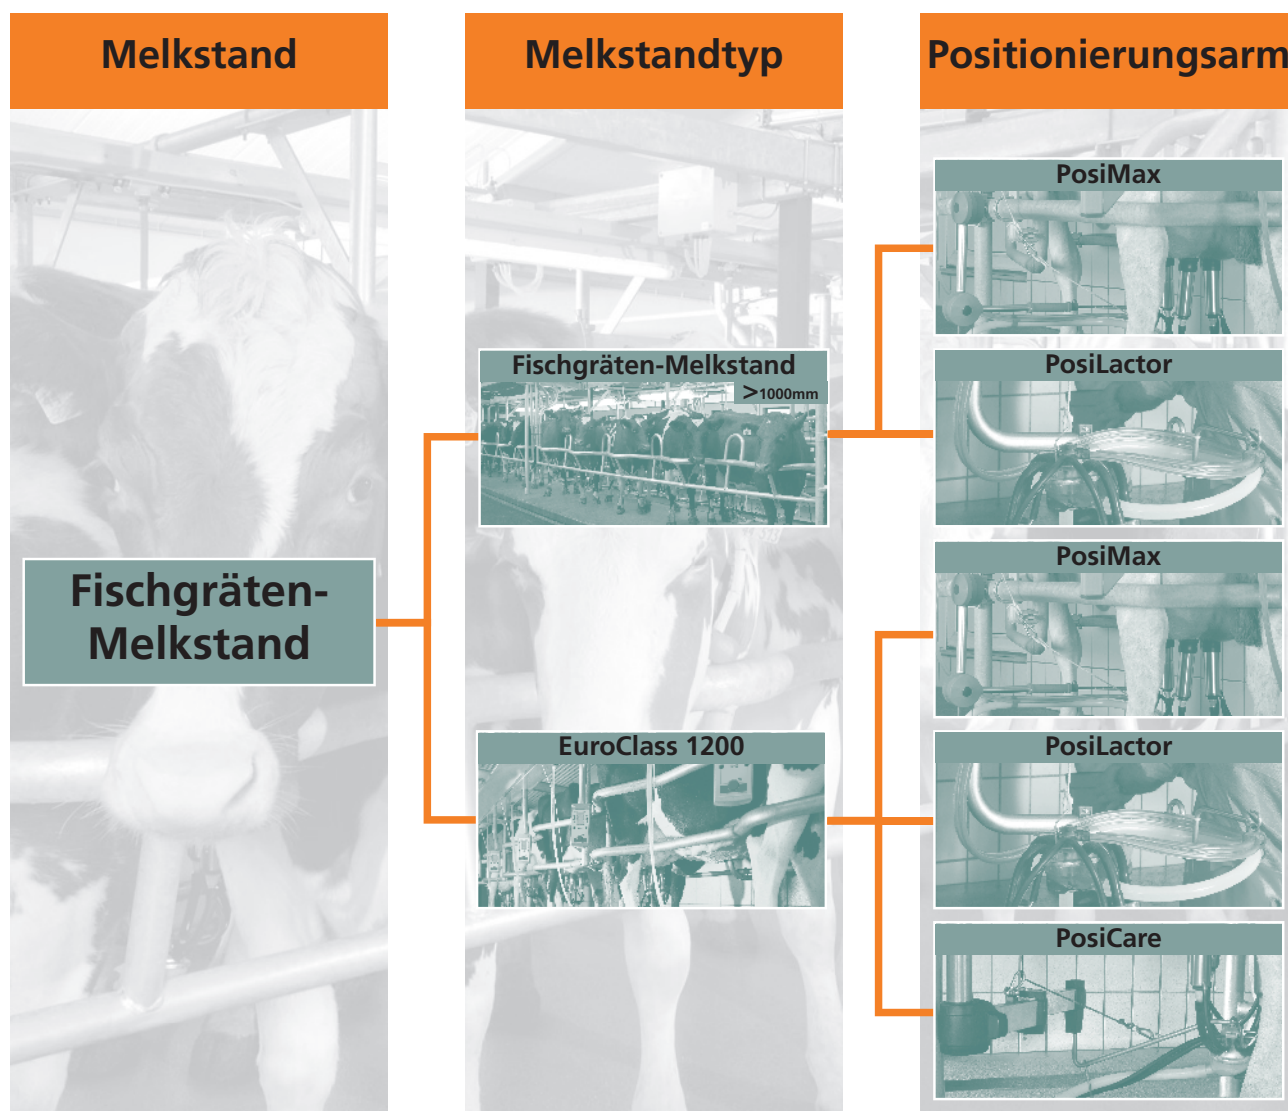 Melkstand
Melkstandtyp
Positionierungsarm
Fischgräten-
Melkstand
Fischgräten-Melkstand
>1000mm
EuroClass 1200
PosiMax
PosiLactor
PosiMax
PosiLactor
PosiCare